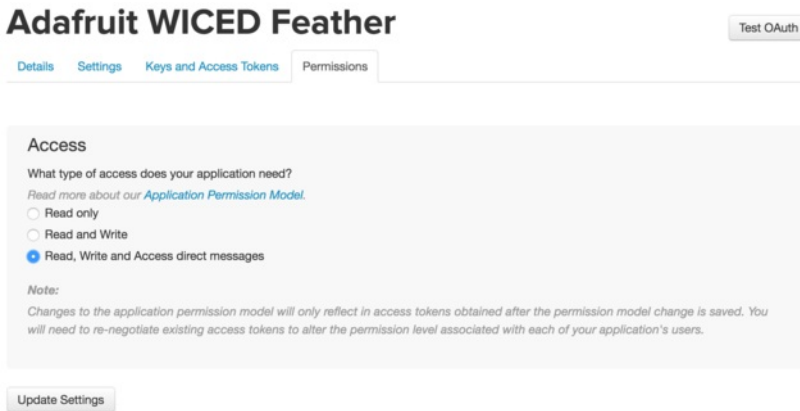 Adafruit WICED Feather
Test OAuth
Details Settings Keys and Access Tokens Permissions
Access
What type of access does your application need?
Read more about our Application Permission Model.
Read only
Read and Write
Read, Write and Access direct messages
Note:
Changes to the application permission model will only reflect in access tokens obtained after the permission model change is saved. You
will need to re-negotiate existing access tokens to alter the permission level associated with each of your application's users.
Update Settings